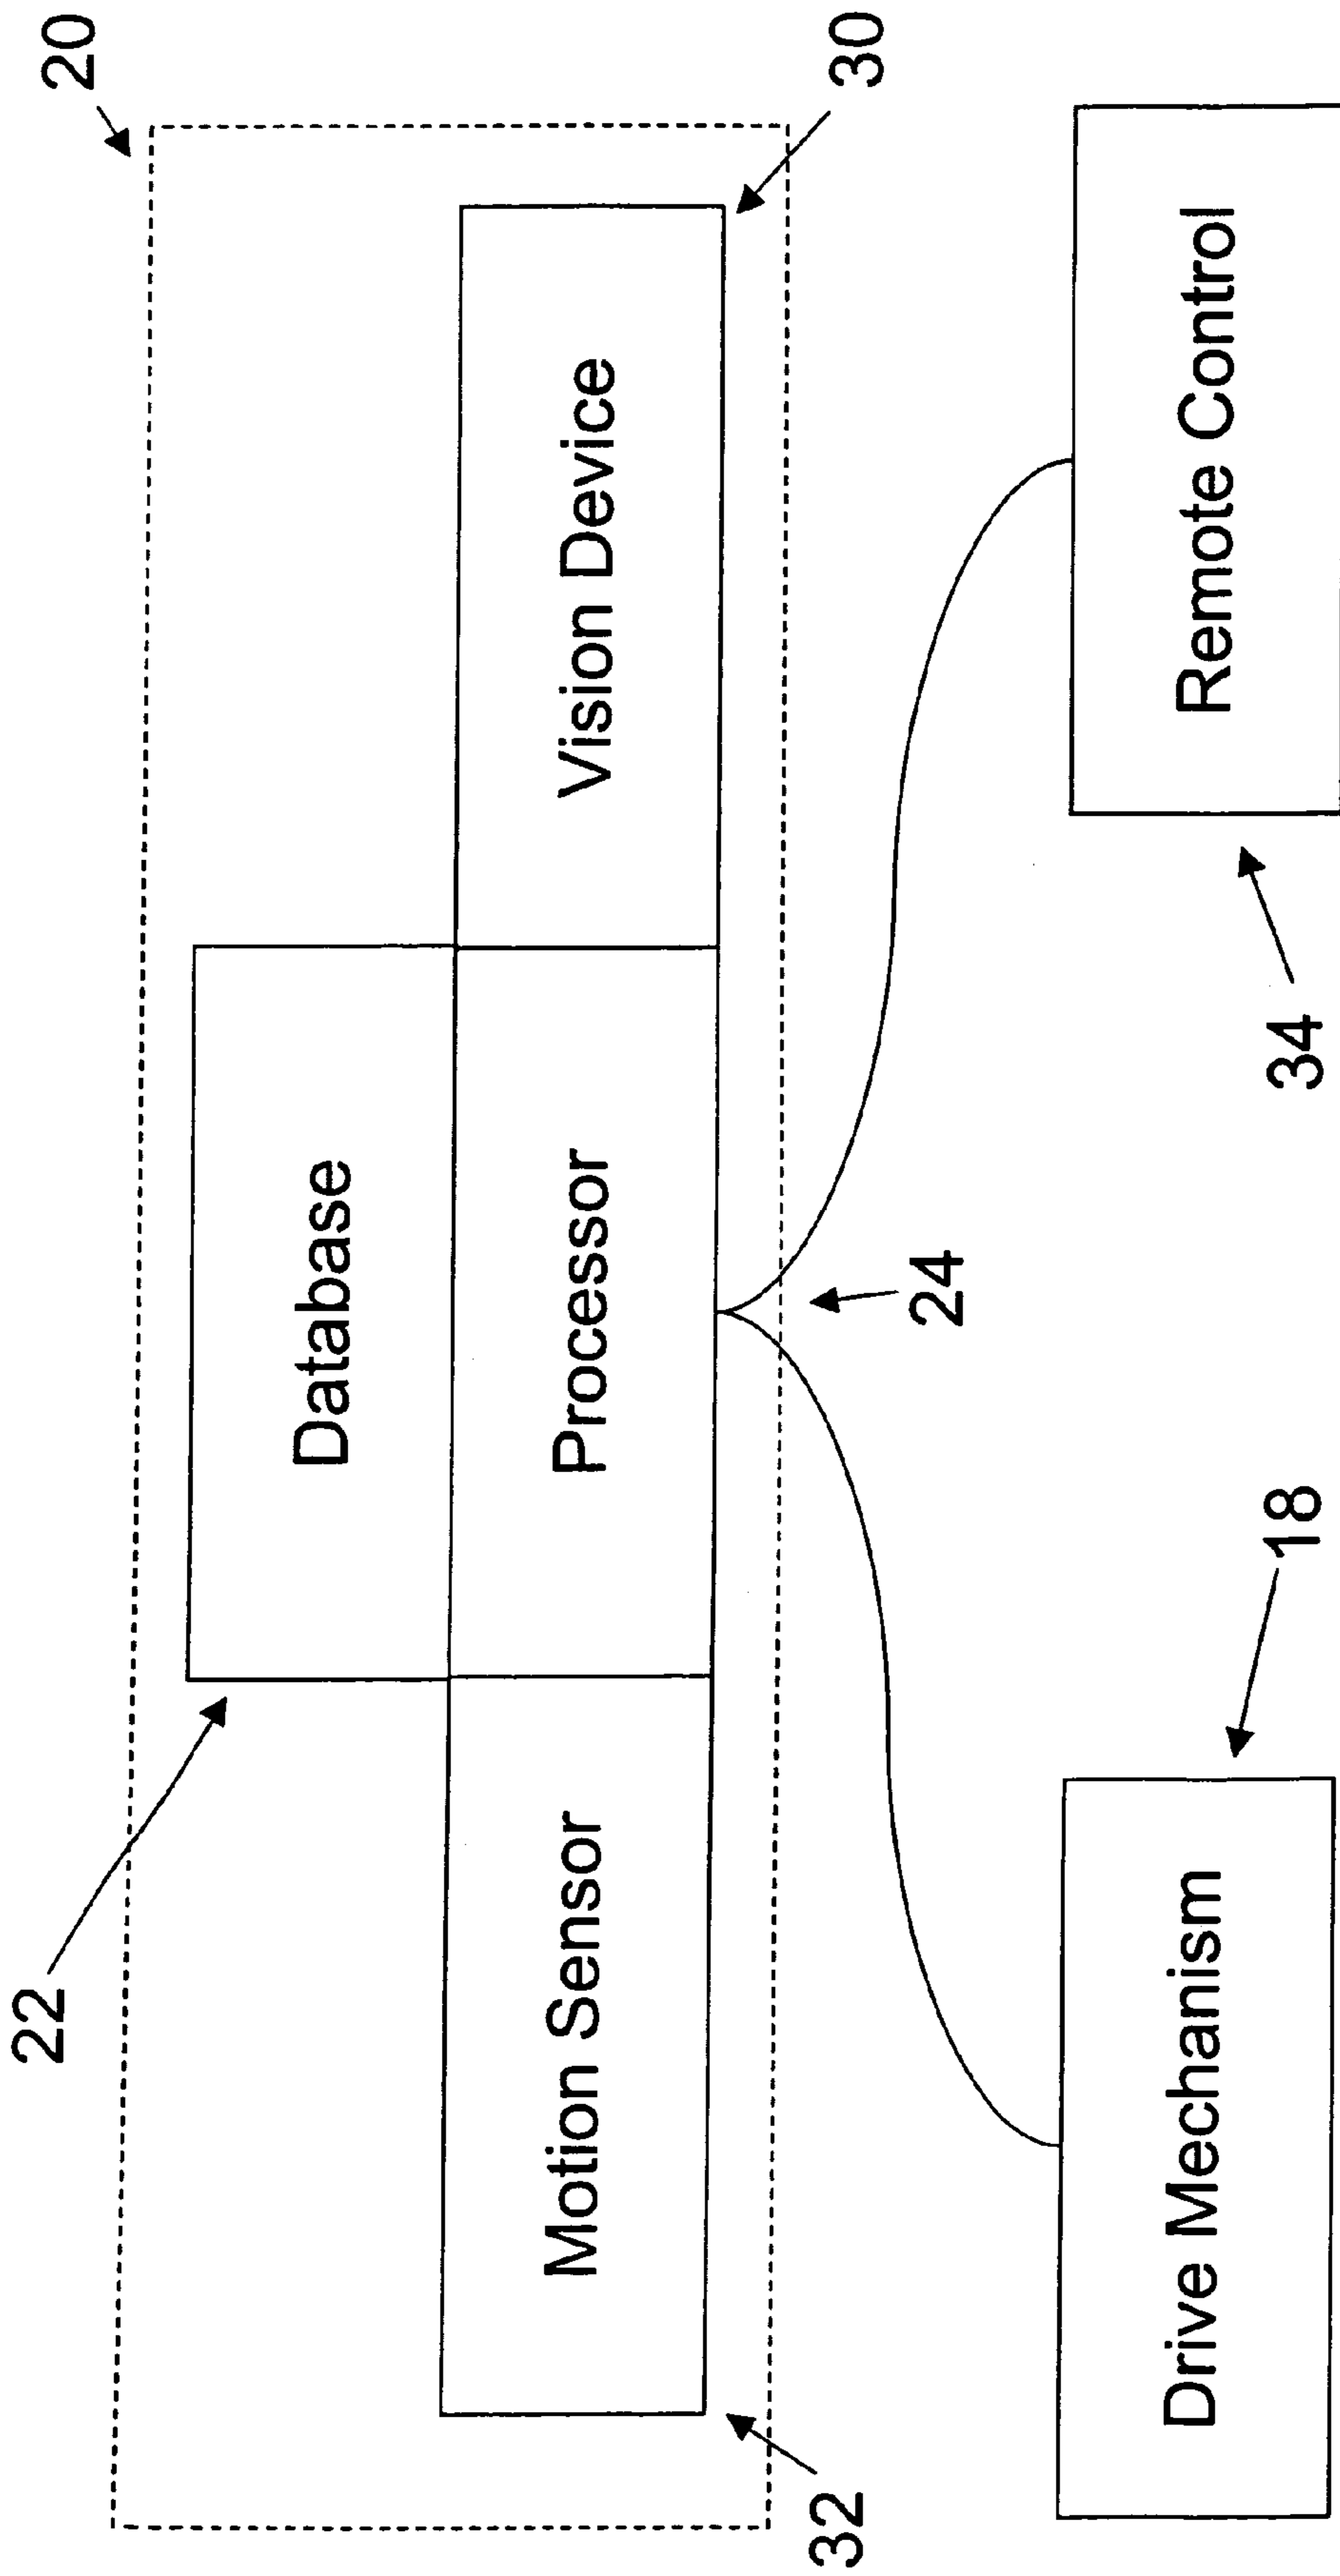 20
22
Database
Motion Sensor
Processor
Vision Device
32
30
24
18
34
Drive Mechanism
Remote Control